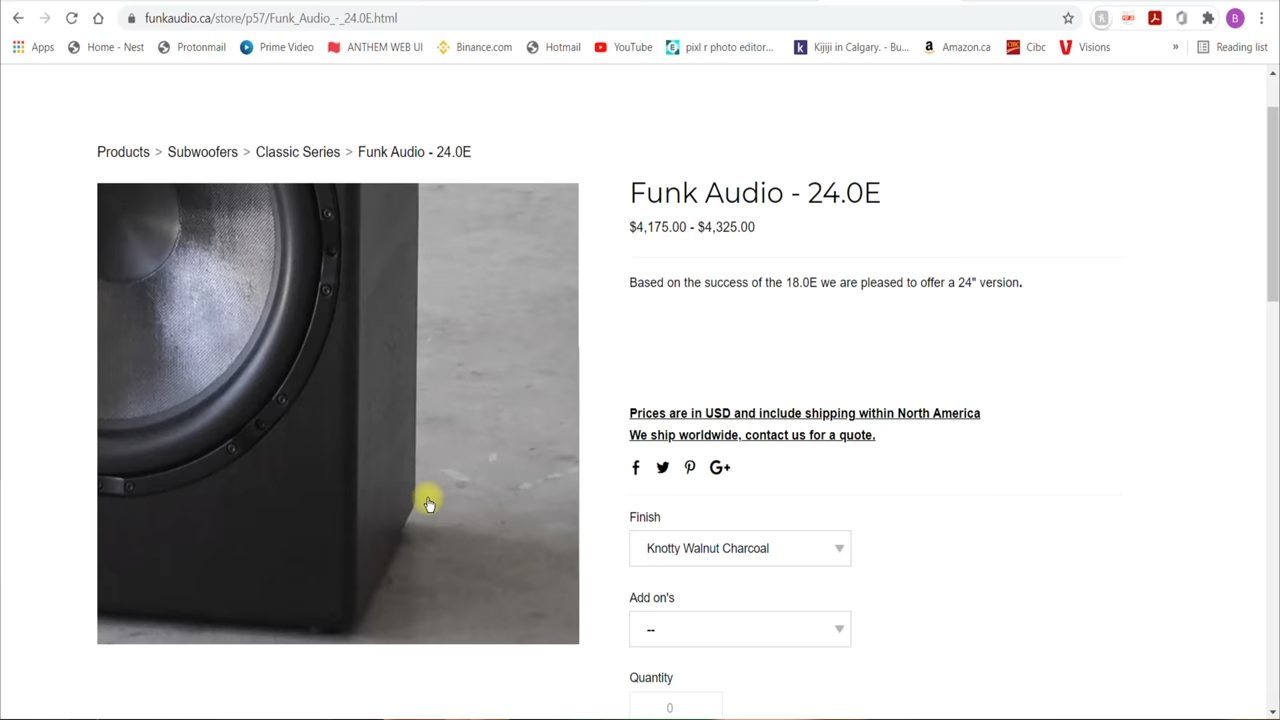 funkaudio.ca/store/p57/Funk_Audio_-_24.0E.html
B
Apps Home - Nest Protonmail Prime Video ANTHEM WEB UI Binance.com Hotmail YouTube pixl r photo editor... Kijiji in Calgary. - Bu... Amazon.ca Cibc Visions » Reading list
Products > Subwoofers > Classic Series > Funk Audio - 24.0E
Funk Audio - 24.0E
$4,175.00 - $4,325.00
Based on the success of the 18.0E we are pleased to offer a 24" version.
Prices are in USD and include shipping within North America
We ship worldwide, contact us for a quote.
Finish
Knotty Walnut Charcoal
Add on's
--
Quantity
0